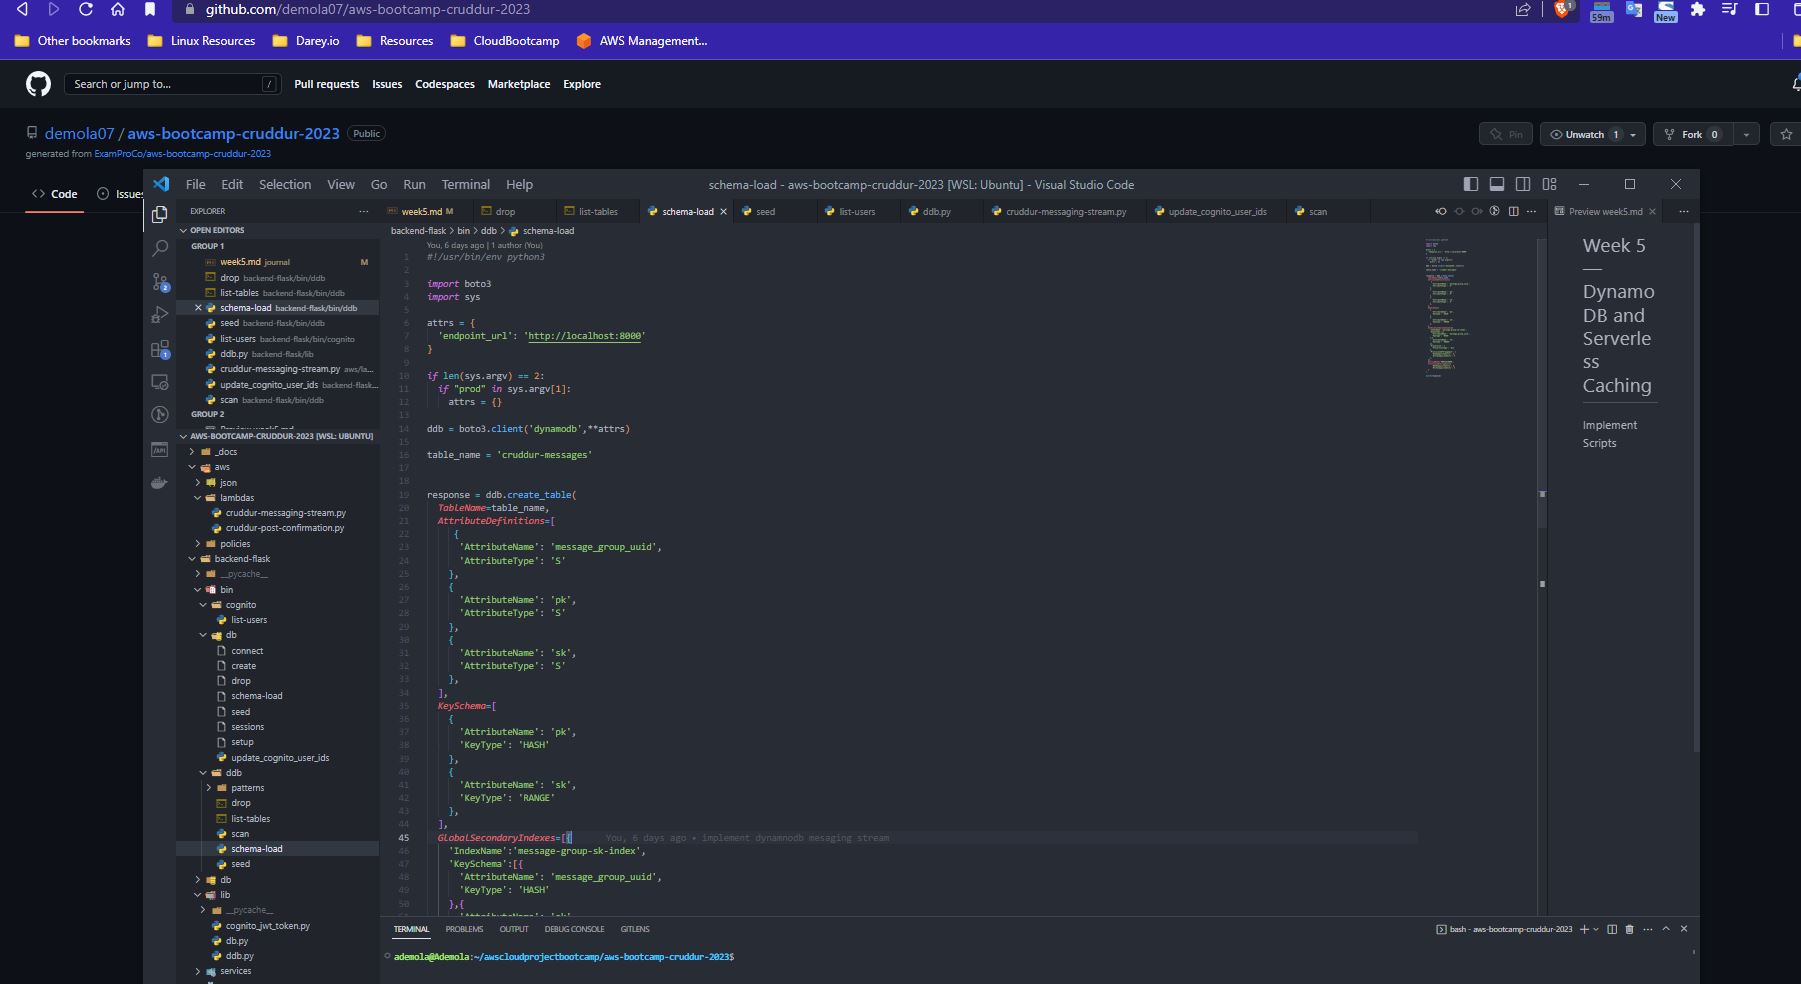 github.com/demola07/aws-bootcamp-cruddur-2023
1
59m
New
Other bookmarks
Linux Resources
Darey.io
Resources
CloudBootcamp
AWS Management...
Search or jump to...
/
Pull requests
Issues
Codespaces
Marketplace
Explore
demola07 / aws-bootcamp-cruddur-2023
Public
Pin
Unwatch 1
Fork 0
generated from ExamProCo/aws-bootcamp-cruddur-2023
<> Code
Issues
File Edit Selection View Go Run Terminal Help
schema-load - aws-bootcamp-cruddur-2023 [WSL: Ubuntu] - Visual Studio Code
EXPLORER
...
OPEN EDITORS
GROUP 1
week5.md journal M
drop backend-flask/bin/ddb
list-tables backend-flask/bin/ddb
schema-load backend-flask/bin/ddb
seed backend-flask/bin/ddb
list-users backend-flask/bin/cognito
ddb.py backend-flask/lib
cruddur-messaging-stream.py aws/la...
update_cognito_user_ids backend-flask...
scan backend-flask/bin/ddb
GROUP 2
AWS-BOOTCAMP-CRUDDUR-2023 [WSL: UBUNTU]
_docs
aws
json
lambdas
cruddur-messaging-stream.py
cruddur-post-confirmation.py
policies
backend-flask
__pycache__
bin
cognito
list-users
db
connect
create
drop
schema-load
seed
sessions
setup
update_cognito_user_ids
ddb
patterns
drop
list-tables
scan
schema-load
seed
db
lib
__pycache__
cognito_jwt_token.py
db.py
ddb.py
services
2
1
/API
week5.md M
drop
list-tables
schema-load
seed
list-users
ddb.py
cruddur-messaging-stream.py
update_cognito_user_ids
scan
backend-flask > bin > ddb > schema-load
You, 6 days ago | 1 author (You)
1 #!/usr/bin/env python3
2
3 import boto3
4 import sys
5
6 attrs = {
7 'endpoint_url': 'http://localhost:8000'
8 }
9
10 if len(sys.argv) == 2:
11 if "prod" in sys.argv[1]:
12 attrs = {}
13
14 ddb = boto3.client('dynamodb',**attrs)
15
16 table_name = 'cruddur-messages'
17
18
19 response = ddb.create_table(
20 TableName=table_name,
21 AttributeDefinitions=[
22 {
23 'AttributeName': 'message_group_uuid',
24 'AttributeType': 'S'
25 },
26 {
27 'AttributeName': 'pk',
28 'AttributeType': 'S'
29 },
30 {
31 'AttributeName': 'sk',
32 'AttributeType': 'S'
33 },
34 ],
35 KeySchema=[
36 {
37 'AttributeName': 'pk',
38 'KeyType': 'HASH'
39 },
40 {
41 'AttributeName': 'sk',
42 'KeyType': 'RANGE'
43 },
44 ],
45 GlobalSecondaryIndexes=[{ You, 6 days ago • implement dynamnodb mesaging stream
46 'IndexName':'message-group-sk-index',
47 'KeySchema':[{
48 'AttributeName': 'message_group_uuid',
49 'KeyType': 'HASH'
50 },{
Preview week5.md
...
Week 5
—
Dynamo
DB and
Serverle
ss
Caching
Implement
Scripts
TERMINAL PROBLEMS OUTPUT DEBUG CONSOLE GITLENS
bash - aws-bootcamp-cruddur-2023
ademola@Ademola:~/awscloudprojectbootcamp/aws-bootcamp-cruddur-2023$